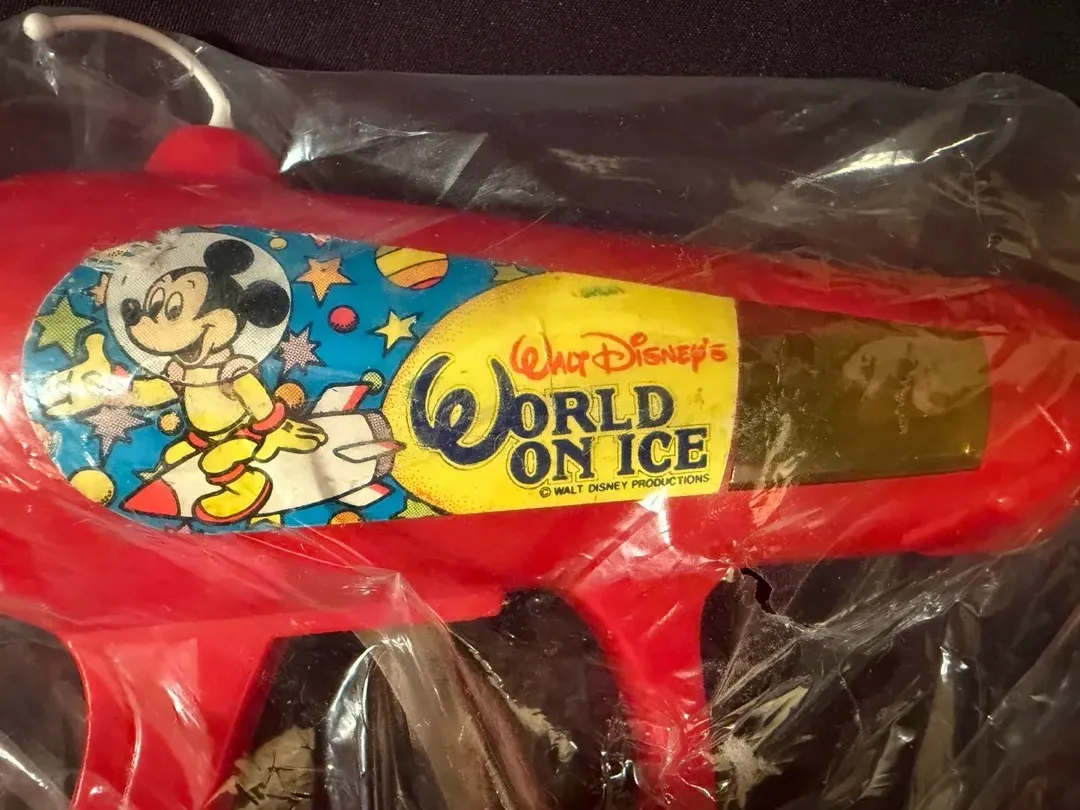 Walt Disney's
World
on Ice
© WALT DISNEY PRODUCTIONS